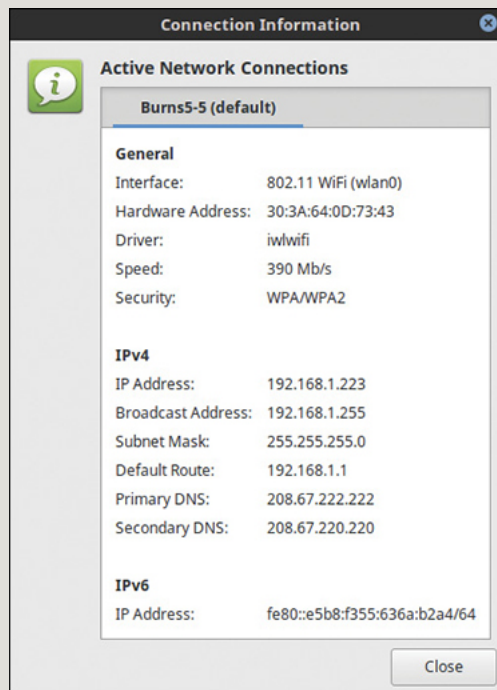 Connection Information
Active Network Connections
Burns5-5 (default)
General
Interface: 802.11 WiFi (wlan0)
Hardware Address: 30:3A:64:0D:73:43
Driver: iwlwifi
Speed: 390 Mb/s
Security: WPA/WPA2
IPv4
IP Address: 192.168.1.223
Broadcast Address: 192.168.1.255
Subnet Mask: 255.255.255.0
Default Route: 192.168.1.1
Primary DNS: 208.67.222.222
Secondary DNS: 208.67.220.220
IPv6
IP Address: fe80::e5b8:f355:636a:b2a4/64
Close